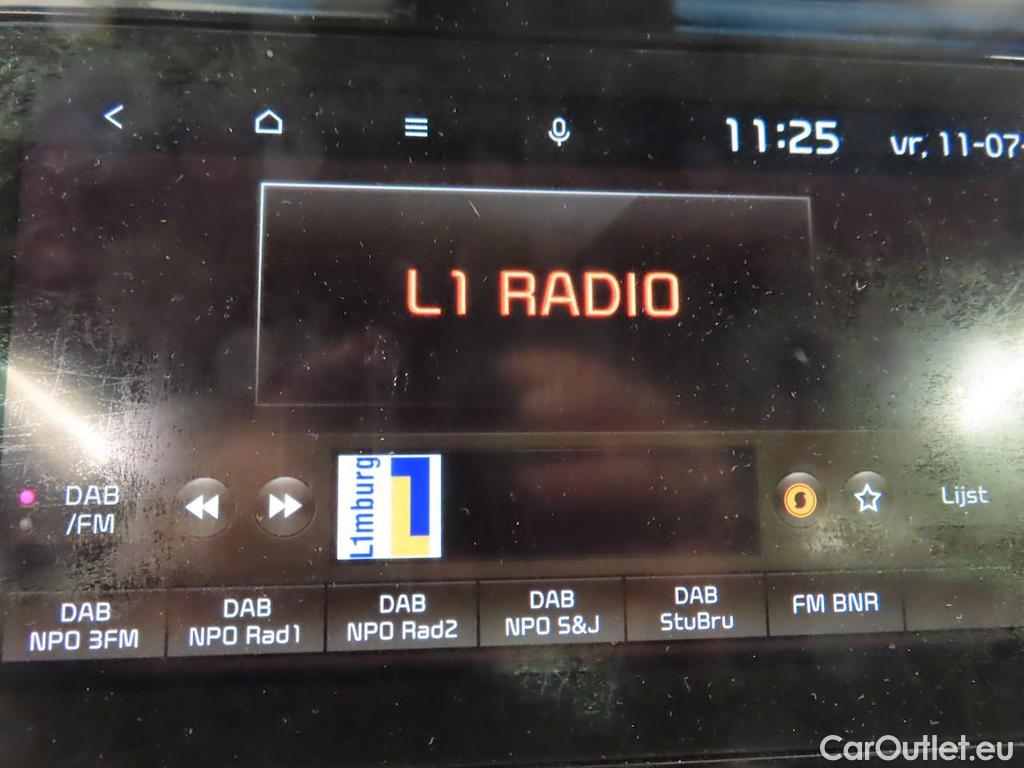 11:25
vr, 11-07-
L1 RADIO
DAB
/FM
L1mburg
Lijst
DAB
NPO 3FM
DAB
NPO Rad1
DAB
NPO Rad2
DAB
NPO S&J
DAB
StuBru
FM BNR
CarOutlet.eu